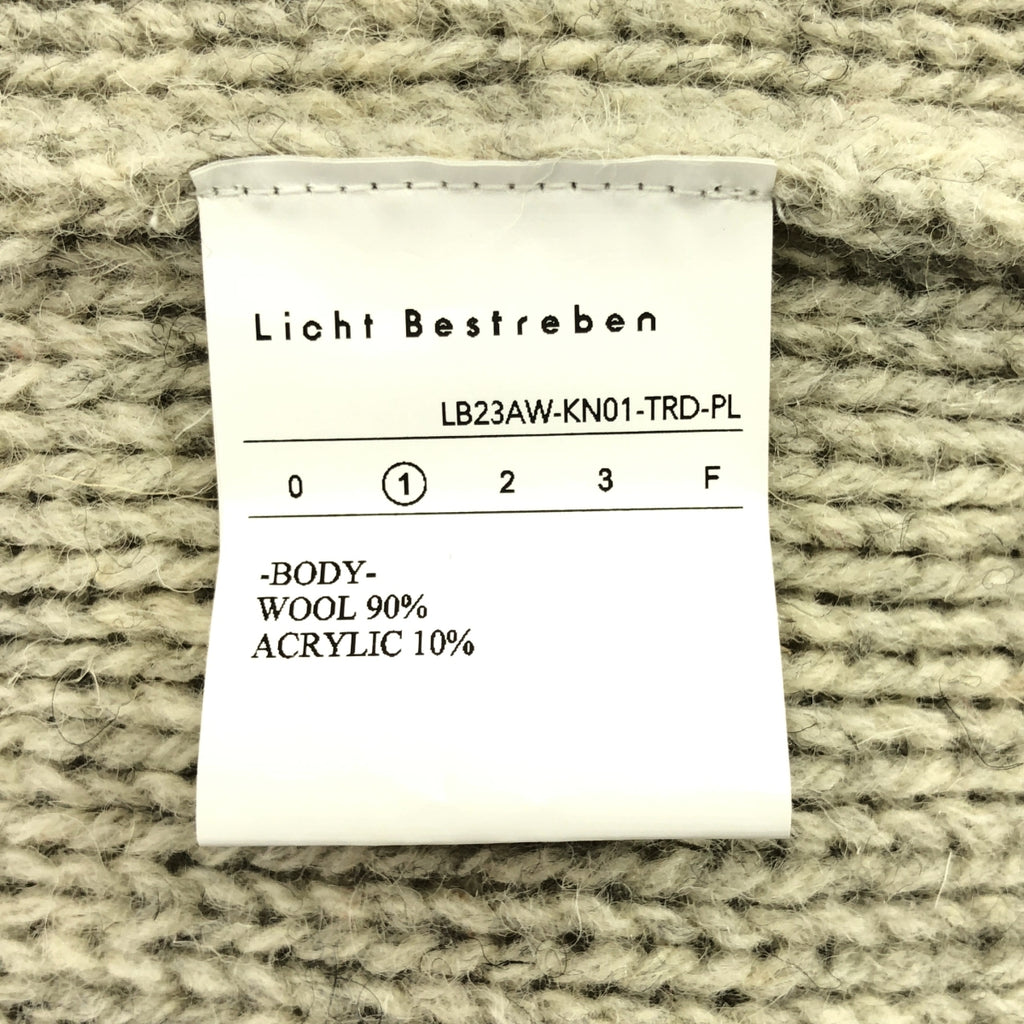 Licht Bestreben
LB23AW-KN01-TRD-PL
0 1 2 3 F
-BODY-
WOOL 90%
ACRYLIC 10%